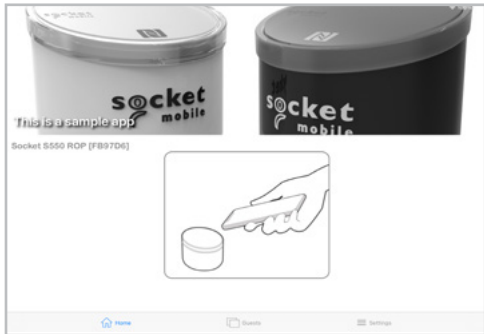 socket
mobile
socket
mobile
This is a sample app
Socket S550 ROP [FB97D6]
Home
Guests
Settings